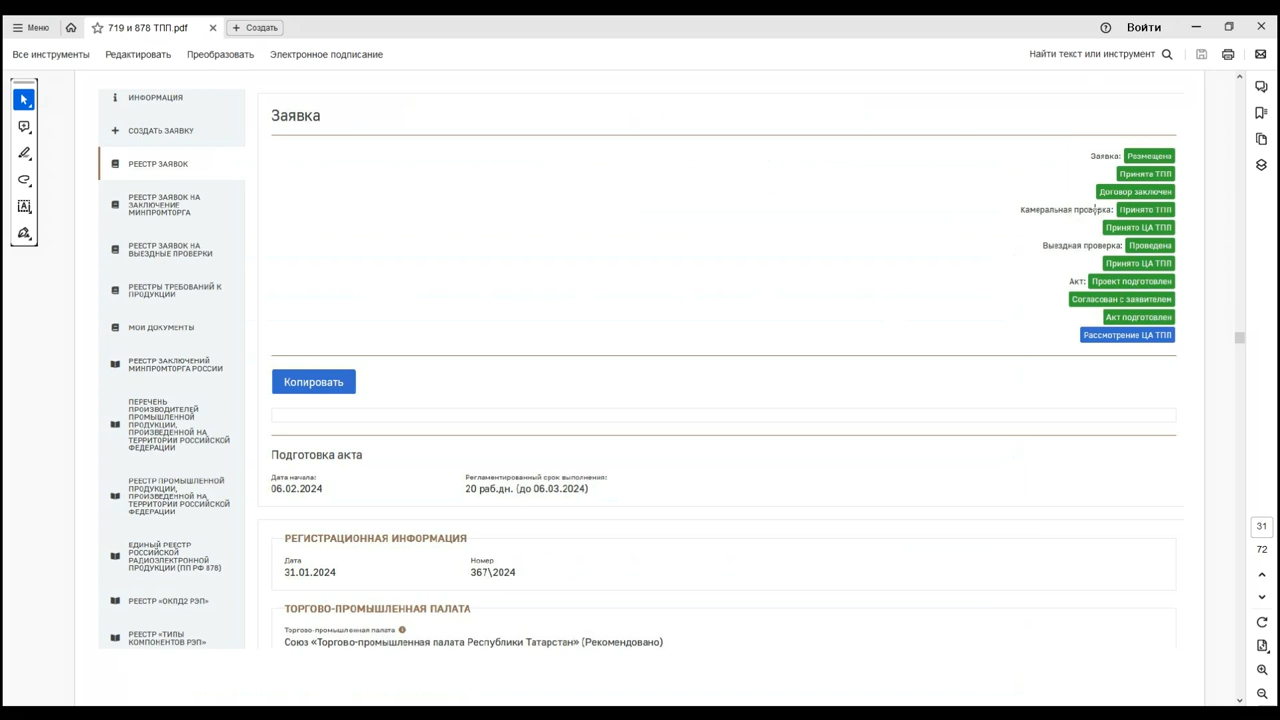 Меню
719 и 878 ТПП.pdf
Создать
Войти
Все инструменты
Редактировать
Преобразовать
Электронное подписание
Найти текст или инструмент
ИНФОРМАЦИЯ
СОЗДАТЬ ЗАЯВКУ
РЕЕСТР ЗАЯВОК
РЕЕСТР ЗАЯВОК НА
ЗАКЛЮЧЕНИЕ
МИНПРОМТОРГА
РЕЕСТР ЗАЯВОК НА
ВЫЕЗДНЫЕ ПРОВЕРКИ
РЕЕСТРЫ ТРЕБОВАНИЙ К
ПРОДУКЦИИ
МОИ ДОКУМЕНТЫ
РЕЕСТР ЗАКЛЮЧЕНИЙ
МИНПРОМТОРГА РОССИИ
ПЕРЕЧЕНЬ
ПРОИЗВОДИТЕЛЕЙ
ПРОМЫШЛЕННОЙ
ПРОДУКЦИИ,
ПРОИЗВЕДЕННОЙ НА
ТЕРРИТОРИИ РОССИЙСКОЙ
ФЕДЕРАЦИИ
РЕЕСТР ПРОМЫШЛЕННОЙ
ПРОДУКЦИИ,
ПРОИЗВЕДЕННОЙ НА
ТЕРРИТОРИИ РОССИЙСКОЙ
ФЕДЕРАЦИИ
ЕДИНЫЙ РЕЕСТР
РОССИЙСКОЙ
РАДИОЭЛЕКТРОННОЙ
ПРОДУКЦИИ (ПП РФ 878)
РЕЕСТР «ОКПД2 РЭП»
РЕЕСТР «ТИПЫ
КОМПОНЕНТОВ РЭП»
Заявка
Заявка: Размещена
Принята ТПП
Договор заключен
Камеральная проверка: Принято ТПП
Принято ЦА ТПП
Выездная проверка: Проведена
Принято ЦА ТПП
Акт: Проект подготовлен
Согласован с заявителем
Акт подготовлен
Рассмотрение ЦА ТПП
Копировать
Подготовка акта
Дата начала: Регламентированный срок выполнения:
06.02.2024 20 раб.дн. (до 06.03.2024)
РЕГИСТРАЦИОННАЯ ИНФОРМАЦИЯ
Дата Номер
31.01.2024 367\2024
ТОРГОВО-ПРОМЫШЛЕННАЯ ПАЛАТА
Торгово-промышленная палата
Союз «Торгово-промышленная палата Республики Татарстан» (Рекомендовано)
31
72